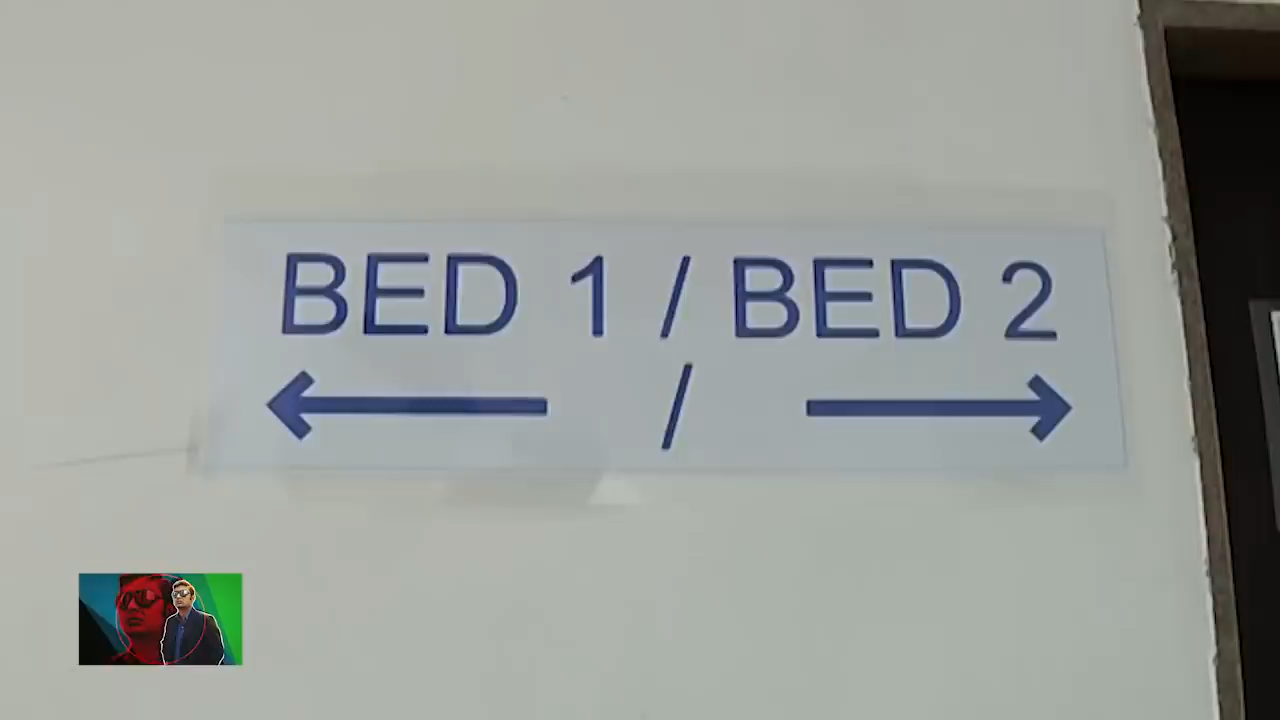 BED 1 / BED 2
← / →